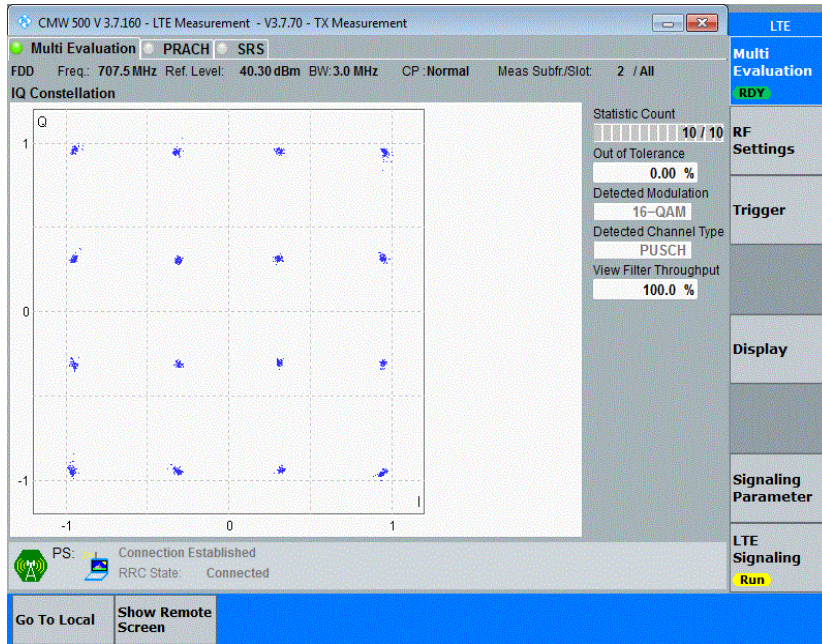 CMW 500 V 3.7.160 - LTE Measurement - V3.7.70 - TX Measurement
LTE
Multi Evaluation PRACH SRS
Multi
Evaluation
RDY
FDD Freq.: 707.5 MHz Ref. Level: 40.30 dBm BW: 3.0 MHz CP : Normal Meas Subfr./Slot: 2 / All
IQ Constellation
Q
1
0
-1
-1 0 1
I
Statistic Count
10 / 10
Out of Tolerance
0.00 %
Detected Modulation
16-QAM
Detected Channel Type
PUSCH
View Filter Throughput
100.0 %
RF
Settings
Trigger
Display
Signaling
Parameter
LTE
Signaling
Run
PS: Connection Established
RRC State: Connected
Go To Local
Show Remote
Screen